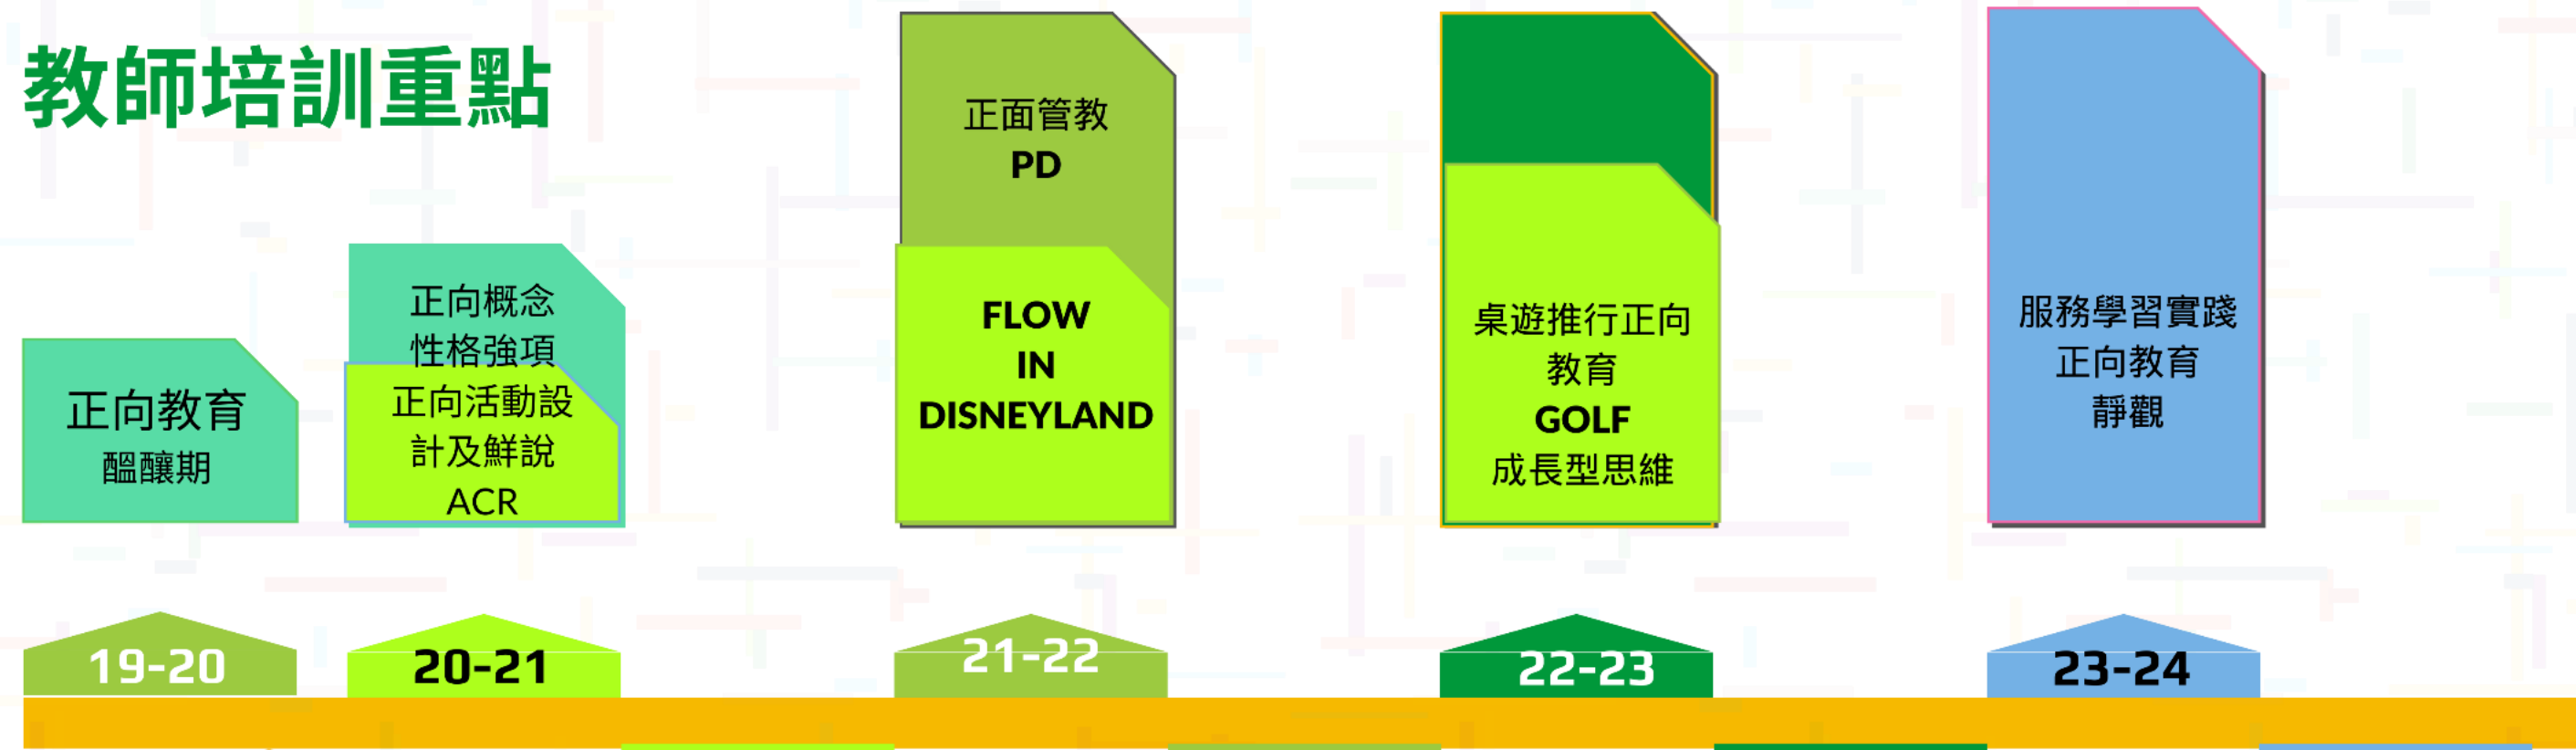 教師培訓重點
正向教育
醞釀期
正向概念
性格強項
正向活動設
計及鮮說
ACR
正面管教
PD
FLOW
IN
DISNEYLAND
桌遊推行正向
教育
GOLF
成長型思維
服務學習實踐
正向教育
靜觀
19-20
20-21
21-22
22-23
23-24